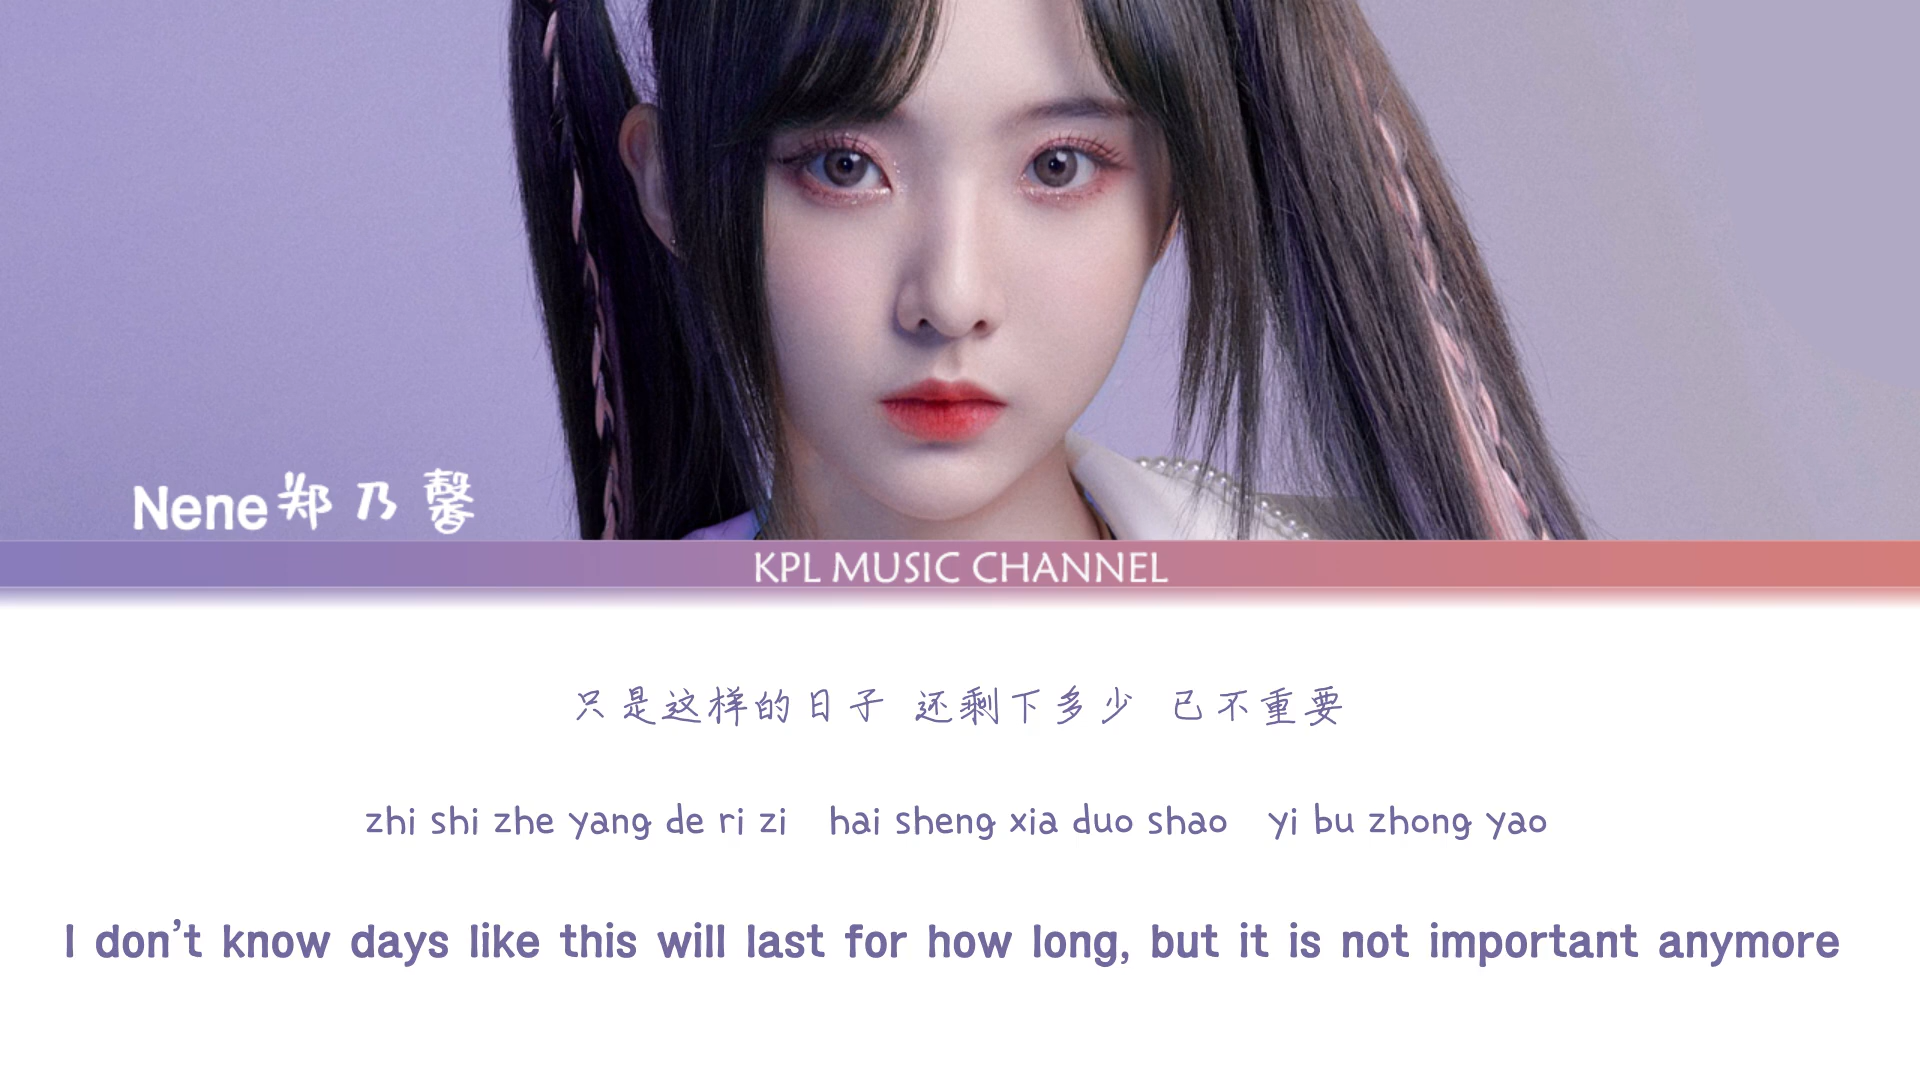 Nene郑乃馨
KPL MUSIC CHANNEL
只是这样的日子 还剩下多少 已不重要
zhi shi zhe yang de ri zi hai sheng xia duo shao yi bu zhong yao
I don't know days like this will last for how long, but it is not important anymore